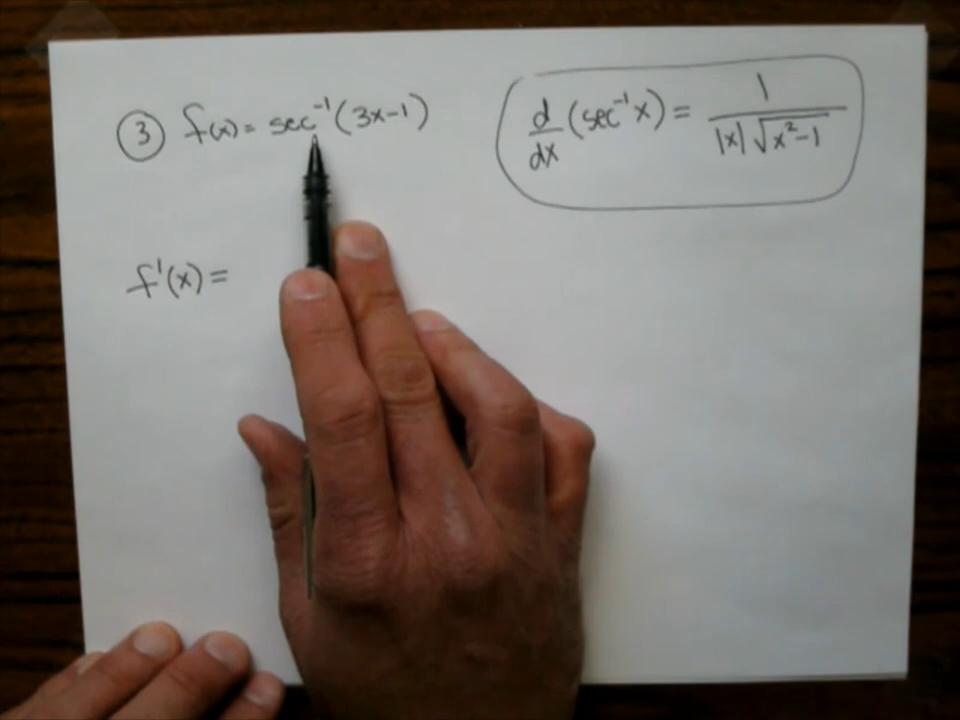 ③ f(x) = sec⁻¹(3x-1)
d/dx (sec⁻¹x) = 1/(|x|√(x²-1))
f'(x) =